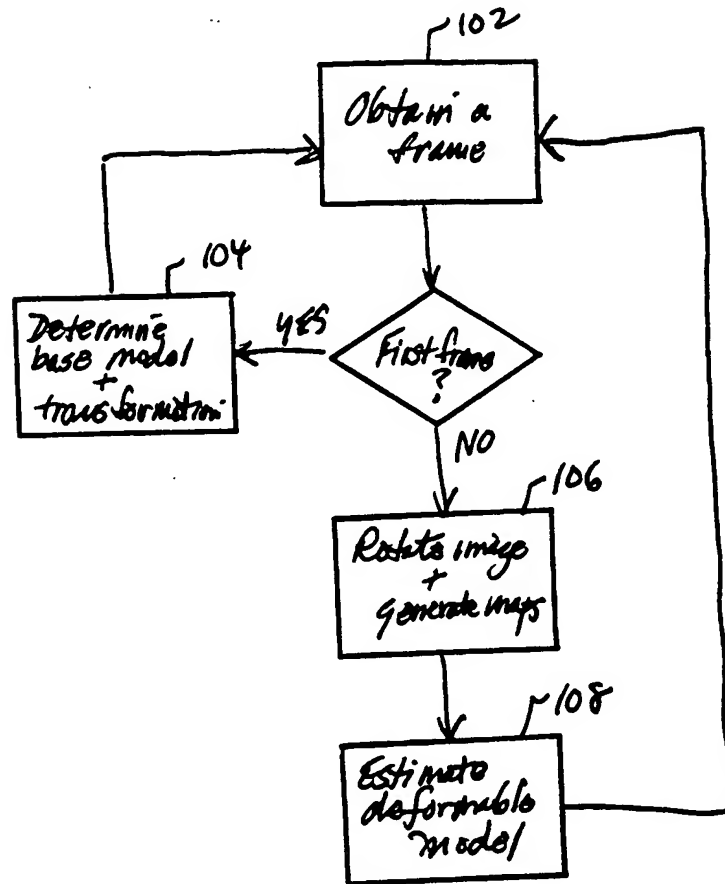 102
Obtain a
frame
104
Determine
base model
+
transformation
YES
First frame
?
NO
106
Rotate image
+
generate maps
108
Estimate
deformable
model